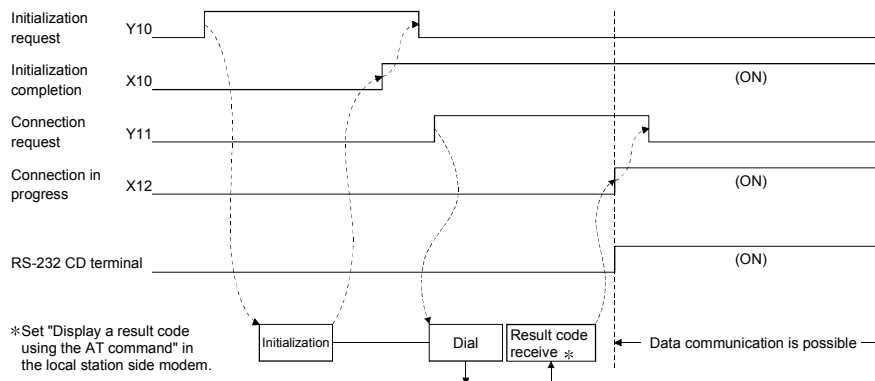 Initialization
request
Y10
Initialization
completion
X10
(ON)
Connection
request
Y11
Connection in
progress
X12
(ON)
RS-232 CD terminal
(ON)
*Set "Display a result code
using the AT command" in
the local station side modem.
Initialization
Dial
Result code
receive *
Data communication is possible